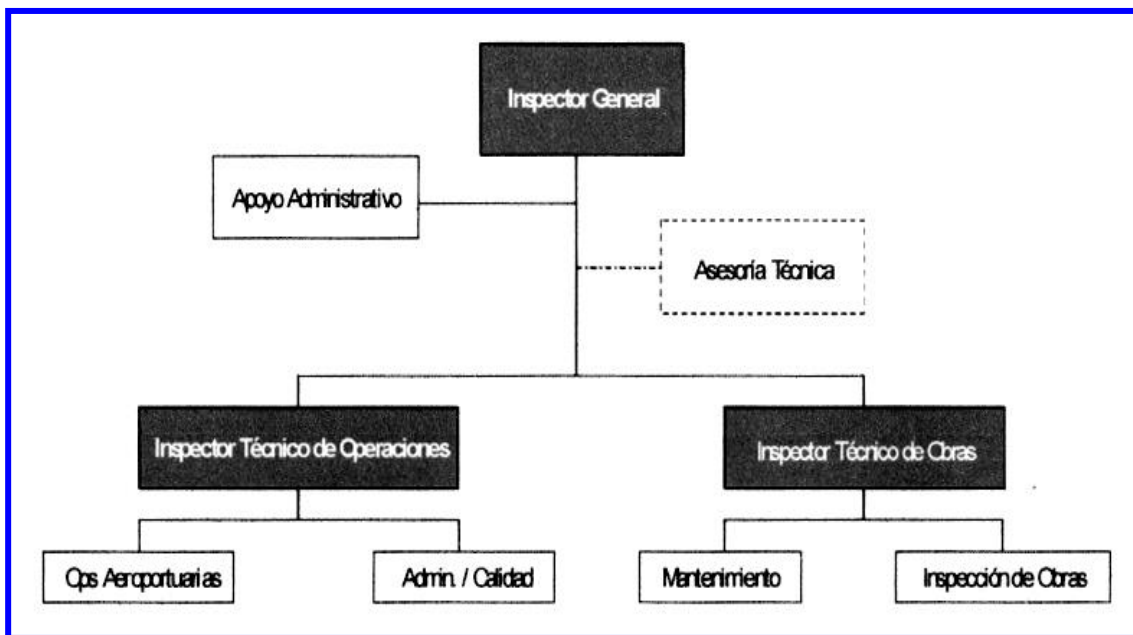 Inspector General
Apoyo Administrativo
Asesoría Técnica
Inspector Técnico de Operaciones
Inspector Técnico de Obras
Ops Aeroportuarias
Admin. / Calidad
Mantenimiento
Inspección de Obras